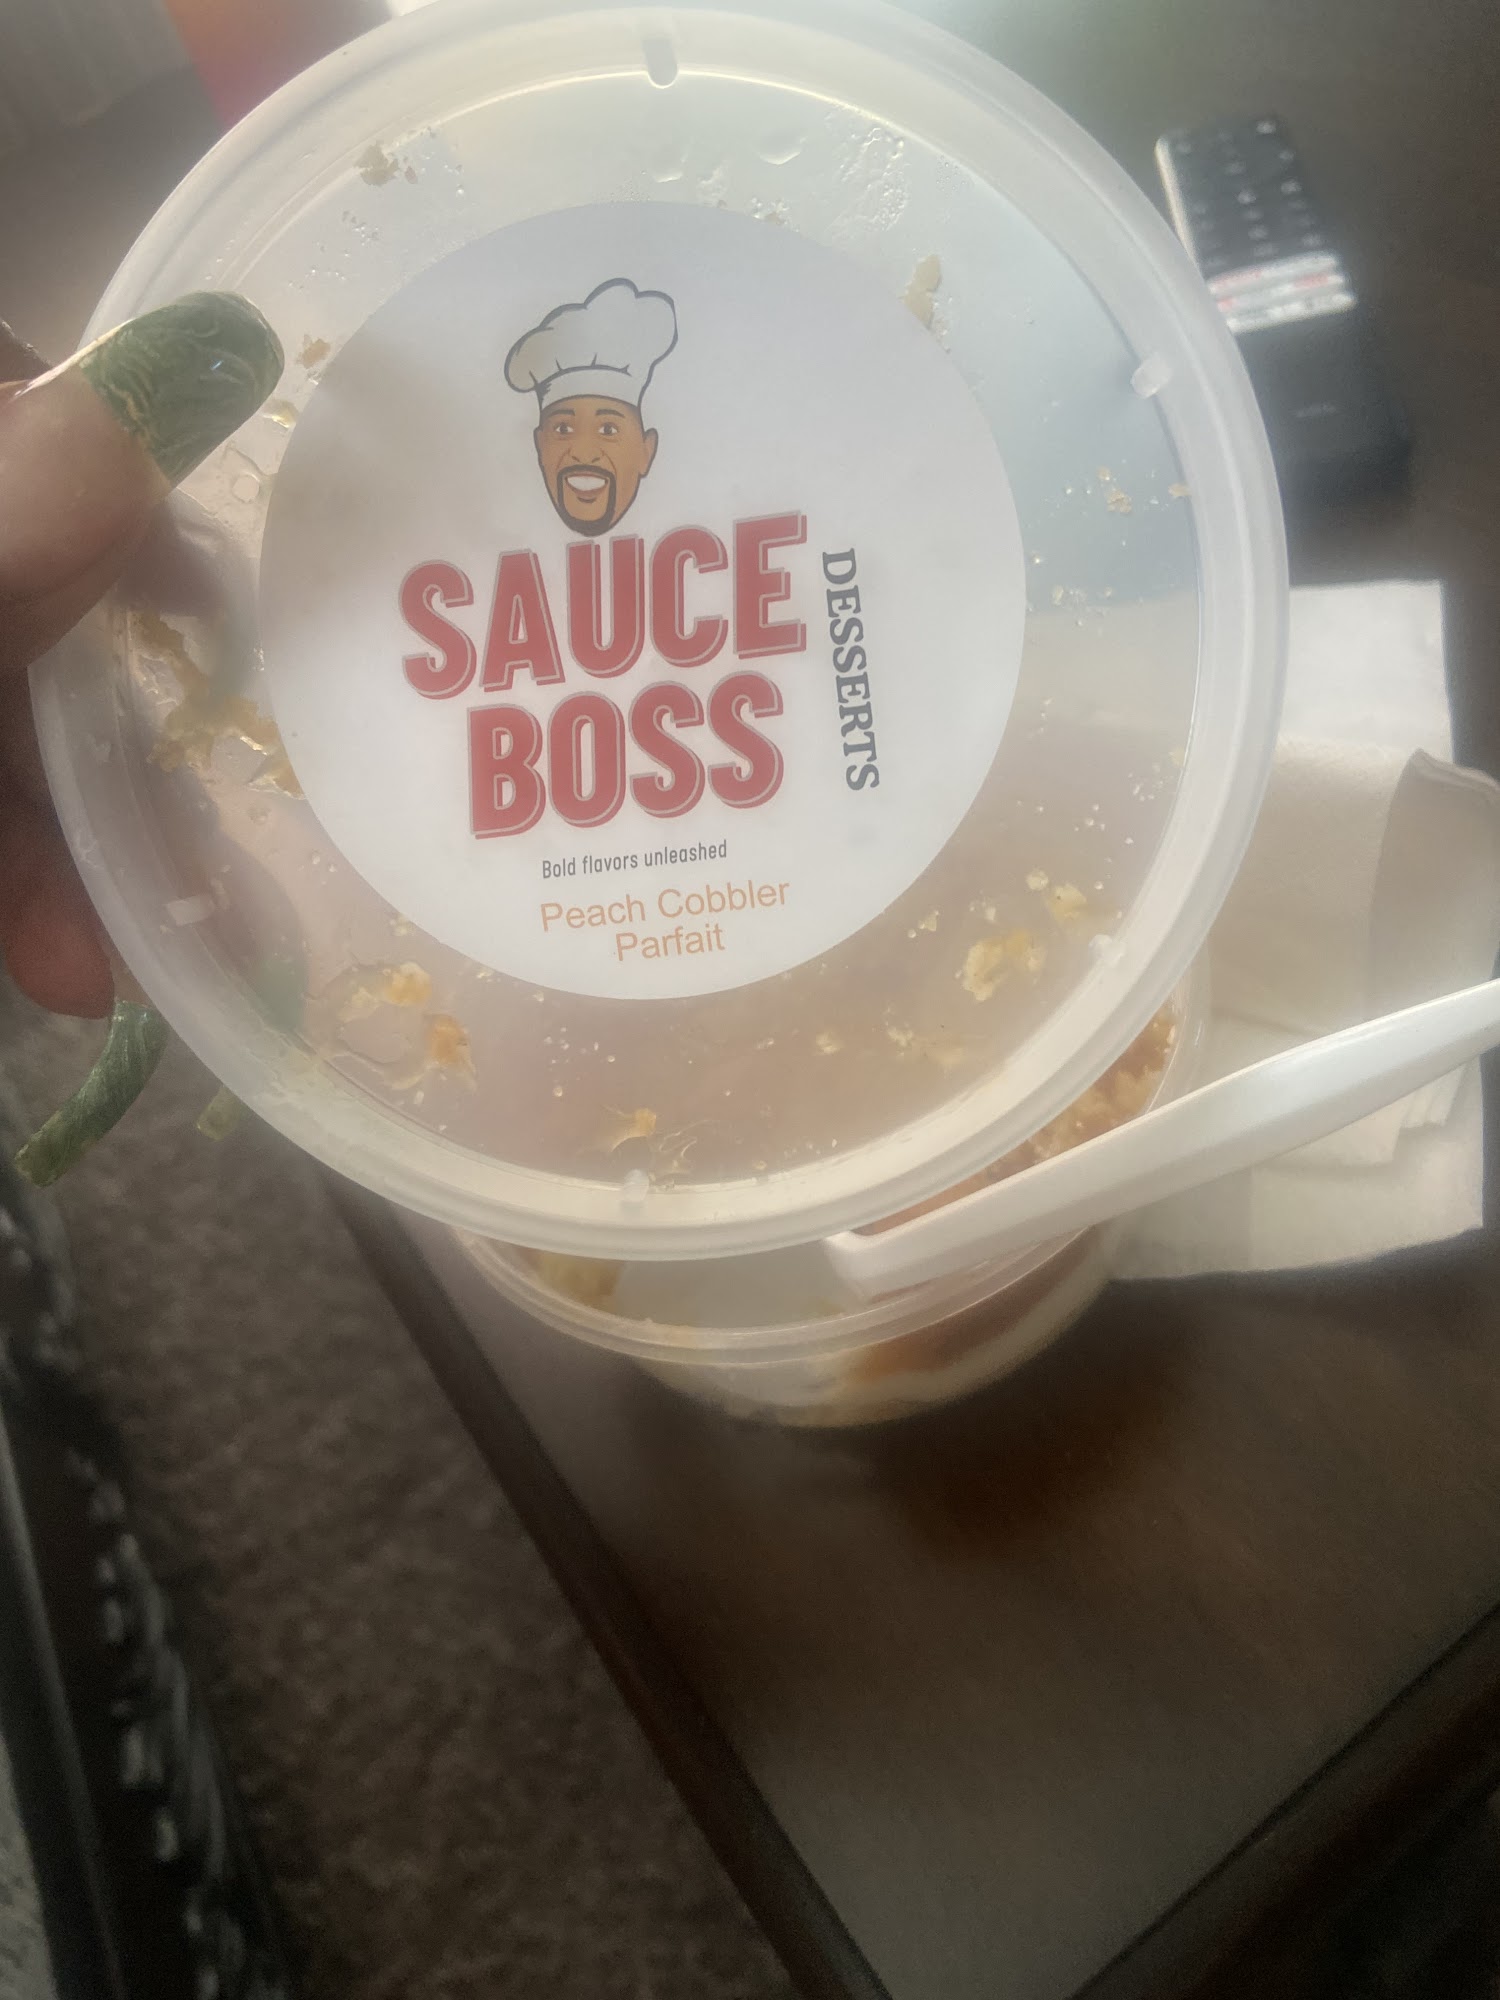 SAUCE
BOSS
DESSERTS
Bold flavors unleashed
Peach Cobbler
Parfait